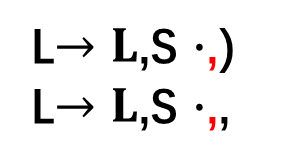 L→ L,S ·,)
L→ L,S ·,,